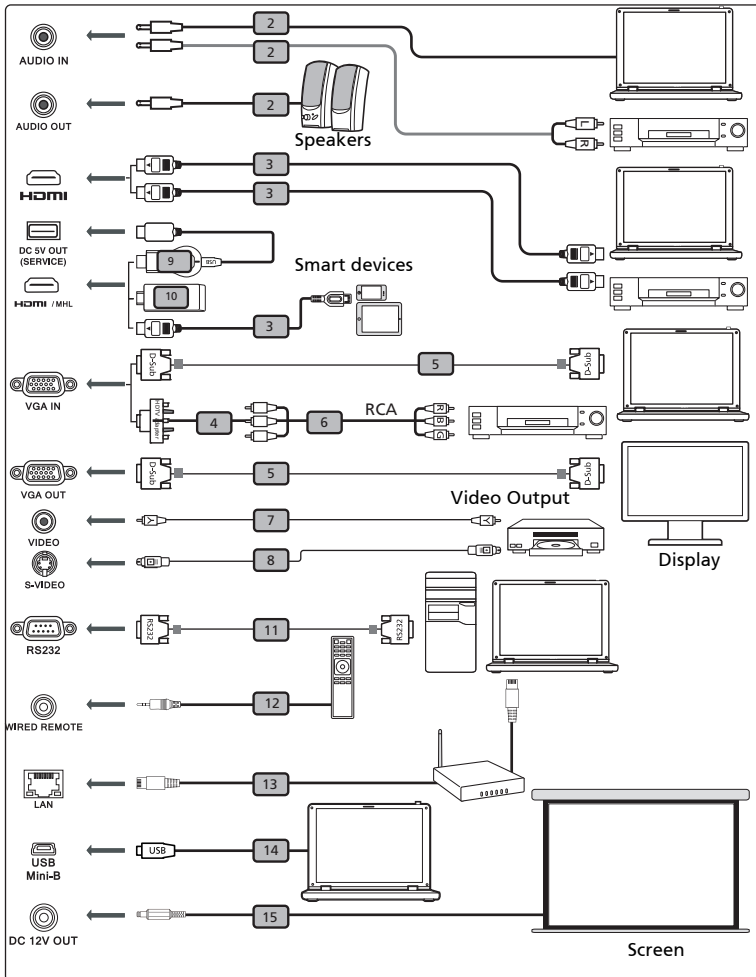 2
2
AUDIO IN
2
AUDIO OUT
Speakers
L
R
3
3
HDMI
DC 5V OUT
(SERVICE)
9
USB
Smart devices
10
HDMI / MHL
3
D-Sub
5
D-Sub
VGA IN
HDTV adapter
4
6
RCA
R
B
G
D-Sub
5
D-Sub
VGA OUT
Video Output
7
VIDEO
8
S-VIDEO
Display
RS232
11
RS232
RS232
12
WIRED REMOTE
13
LAN
USB
14
USB
Mini-B
15
DC 12V OUT
Screen